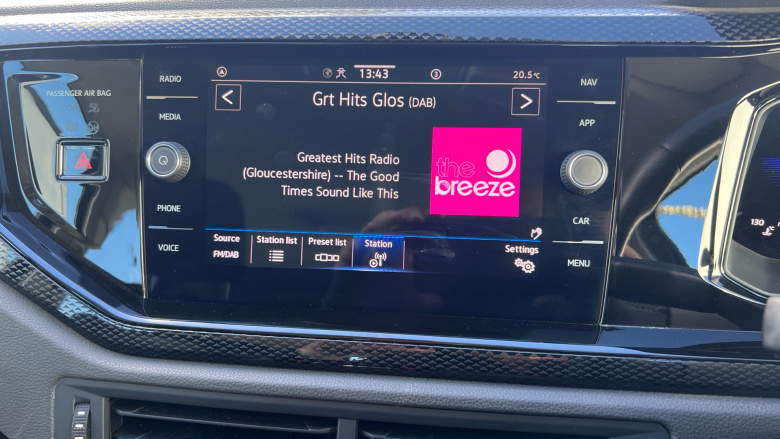 RADIO
MEDIA
PHONE
VOICE
PASSENGER AIR BAG
13:43
3
20.5°C
Grt Hits Glos (DAB)
Greatest Hits Radio
(Gloucestershire) -- The Good
Times Sound Like This
the
breeze
Source
FM/DAB
Station list
Preset list
Station
Settings
NAV
APP
CAR
MENU
130